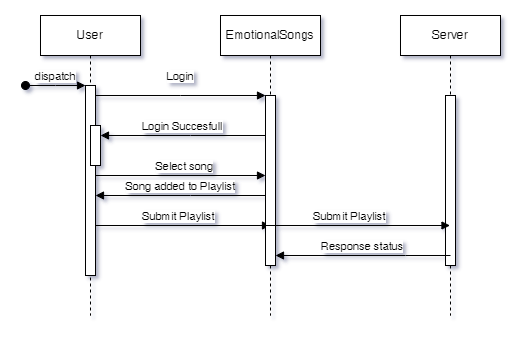 User
EmotionalSongs
Server
dispatch
Login
Login Succesfull
Select song
Song added to Playlist
Submit Playlist
Submit Playlist
Response status